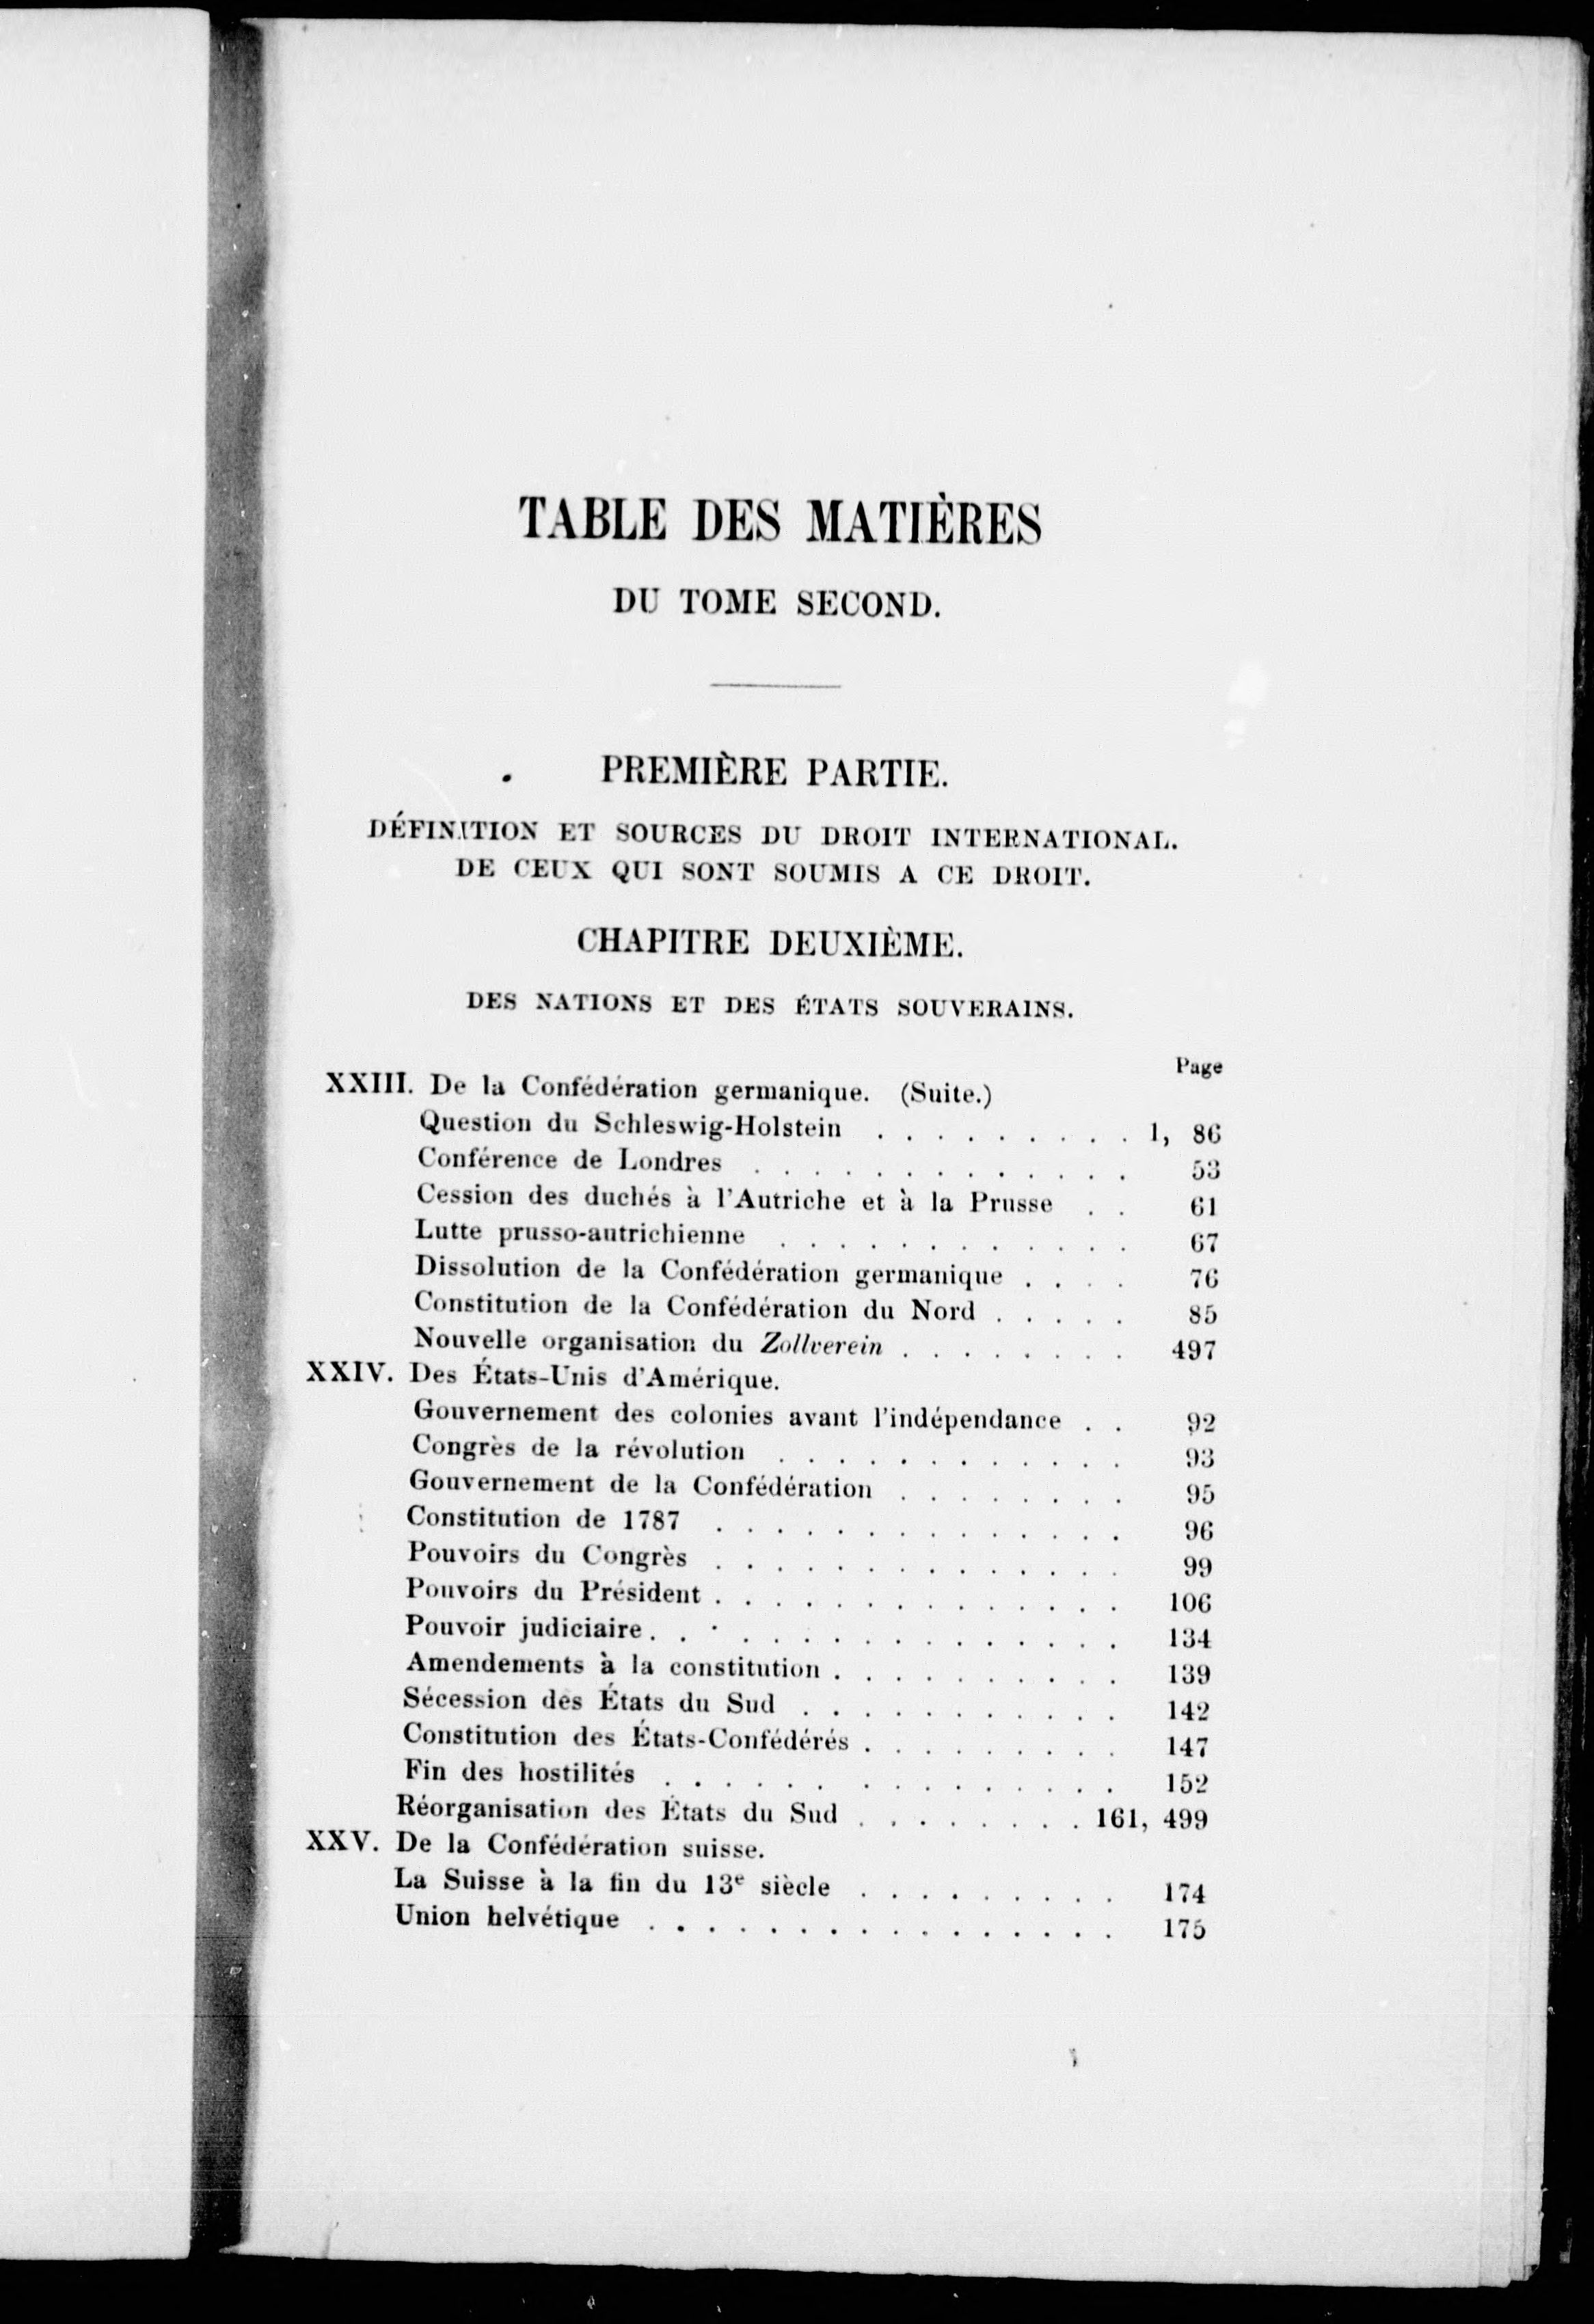 TABLE DES MATIÈRES
DU TOME SECOND.
PREMIÈRE PARTIE.
DÉFINITION ET SOURCES DU DROIT INTERNATIONAL.
DE CEUX QUI SONT SOUMIS A CE DROIT.
CHAPITRE DEUXIÈME.
DES NATIONS ET DES ÉTATS SOUVERAINS.
Page
XXIII. De la Confédération germanique. (Suite.)
Question du Schleswig-Holstein . . . . . . . . . 1, 86
Conférence de Londres . . . . . . . . . . . . . 53
Cession des duchés à l'Autriche et à la Prusse . . 61
Lutte prusso-autrichienne . . . . . . . . . . . . 67
Dissolution de la Confédération germanique . . . . 76
Constitution de la Confédération du Nord . . . . . 85
Nouvelle organisation du Zollverein . . . . . . . . 497
XXIV. Des États-Unis d'Amérique.
Gouvernement des colonies avant l'indépendance . . 92
Congrès de la révolution . . . . . . . . . . . . 93
Gouvernement de la Confédération . . . . . . . . 95
Constitution de 1787 . . . . . . . . . . . . . . 96
Pouvoirs du Congrès . . . . . . . . . . . . . . 99
Pouvoirs du Président . . . . . . . . . . . . . . 106
Pouvoir judiciaire . . . . . . . . . . . . . . . . 134
Amendements à la constitution . . . . . . . . . . 139
Sécession des États du Sud . . . . . . . . . . . 142
Constitution des États-Confédérés . . . . . . . . . 147
Fin des hostilités . . . . . . . . . . . . . . . 152
Réorganisation des États du Sud . . . . . . . . 161, 499
XXV. De la Confédération suisse.
La Suisse à la fin du 13e siècle . . . . . . . . . 174
Union helvétique . . . . . . . . . . . . . . . . 175